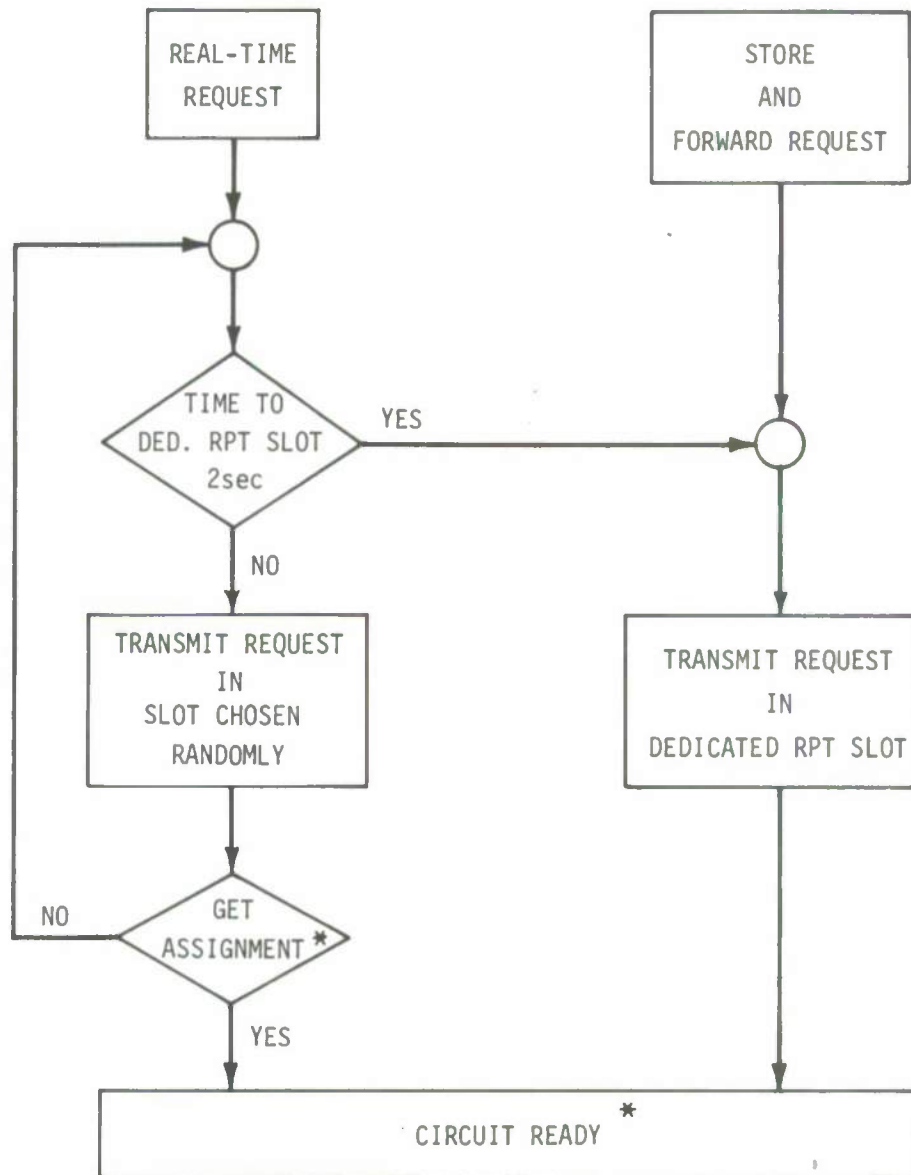 REAL-TIME
REQUEST
STORE
AND
FORWARD REQUEST
TIME TO
DED. RPT SLOT
2sec
YES
NO
TRANSMIT REQUEST
IN
SLOT CHOSEN
RANDOMLY
TRANSMIT REQUEST
IN
DEDICATED RPT SLOT
GET
ASSIGNMENT *
NO
YES
CIRCUIT READY *